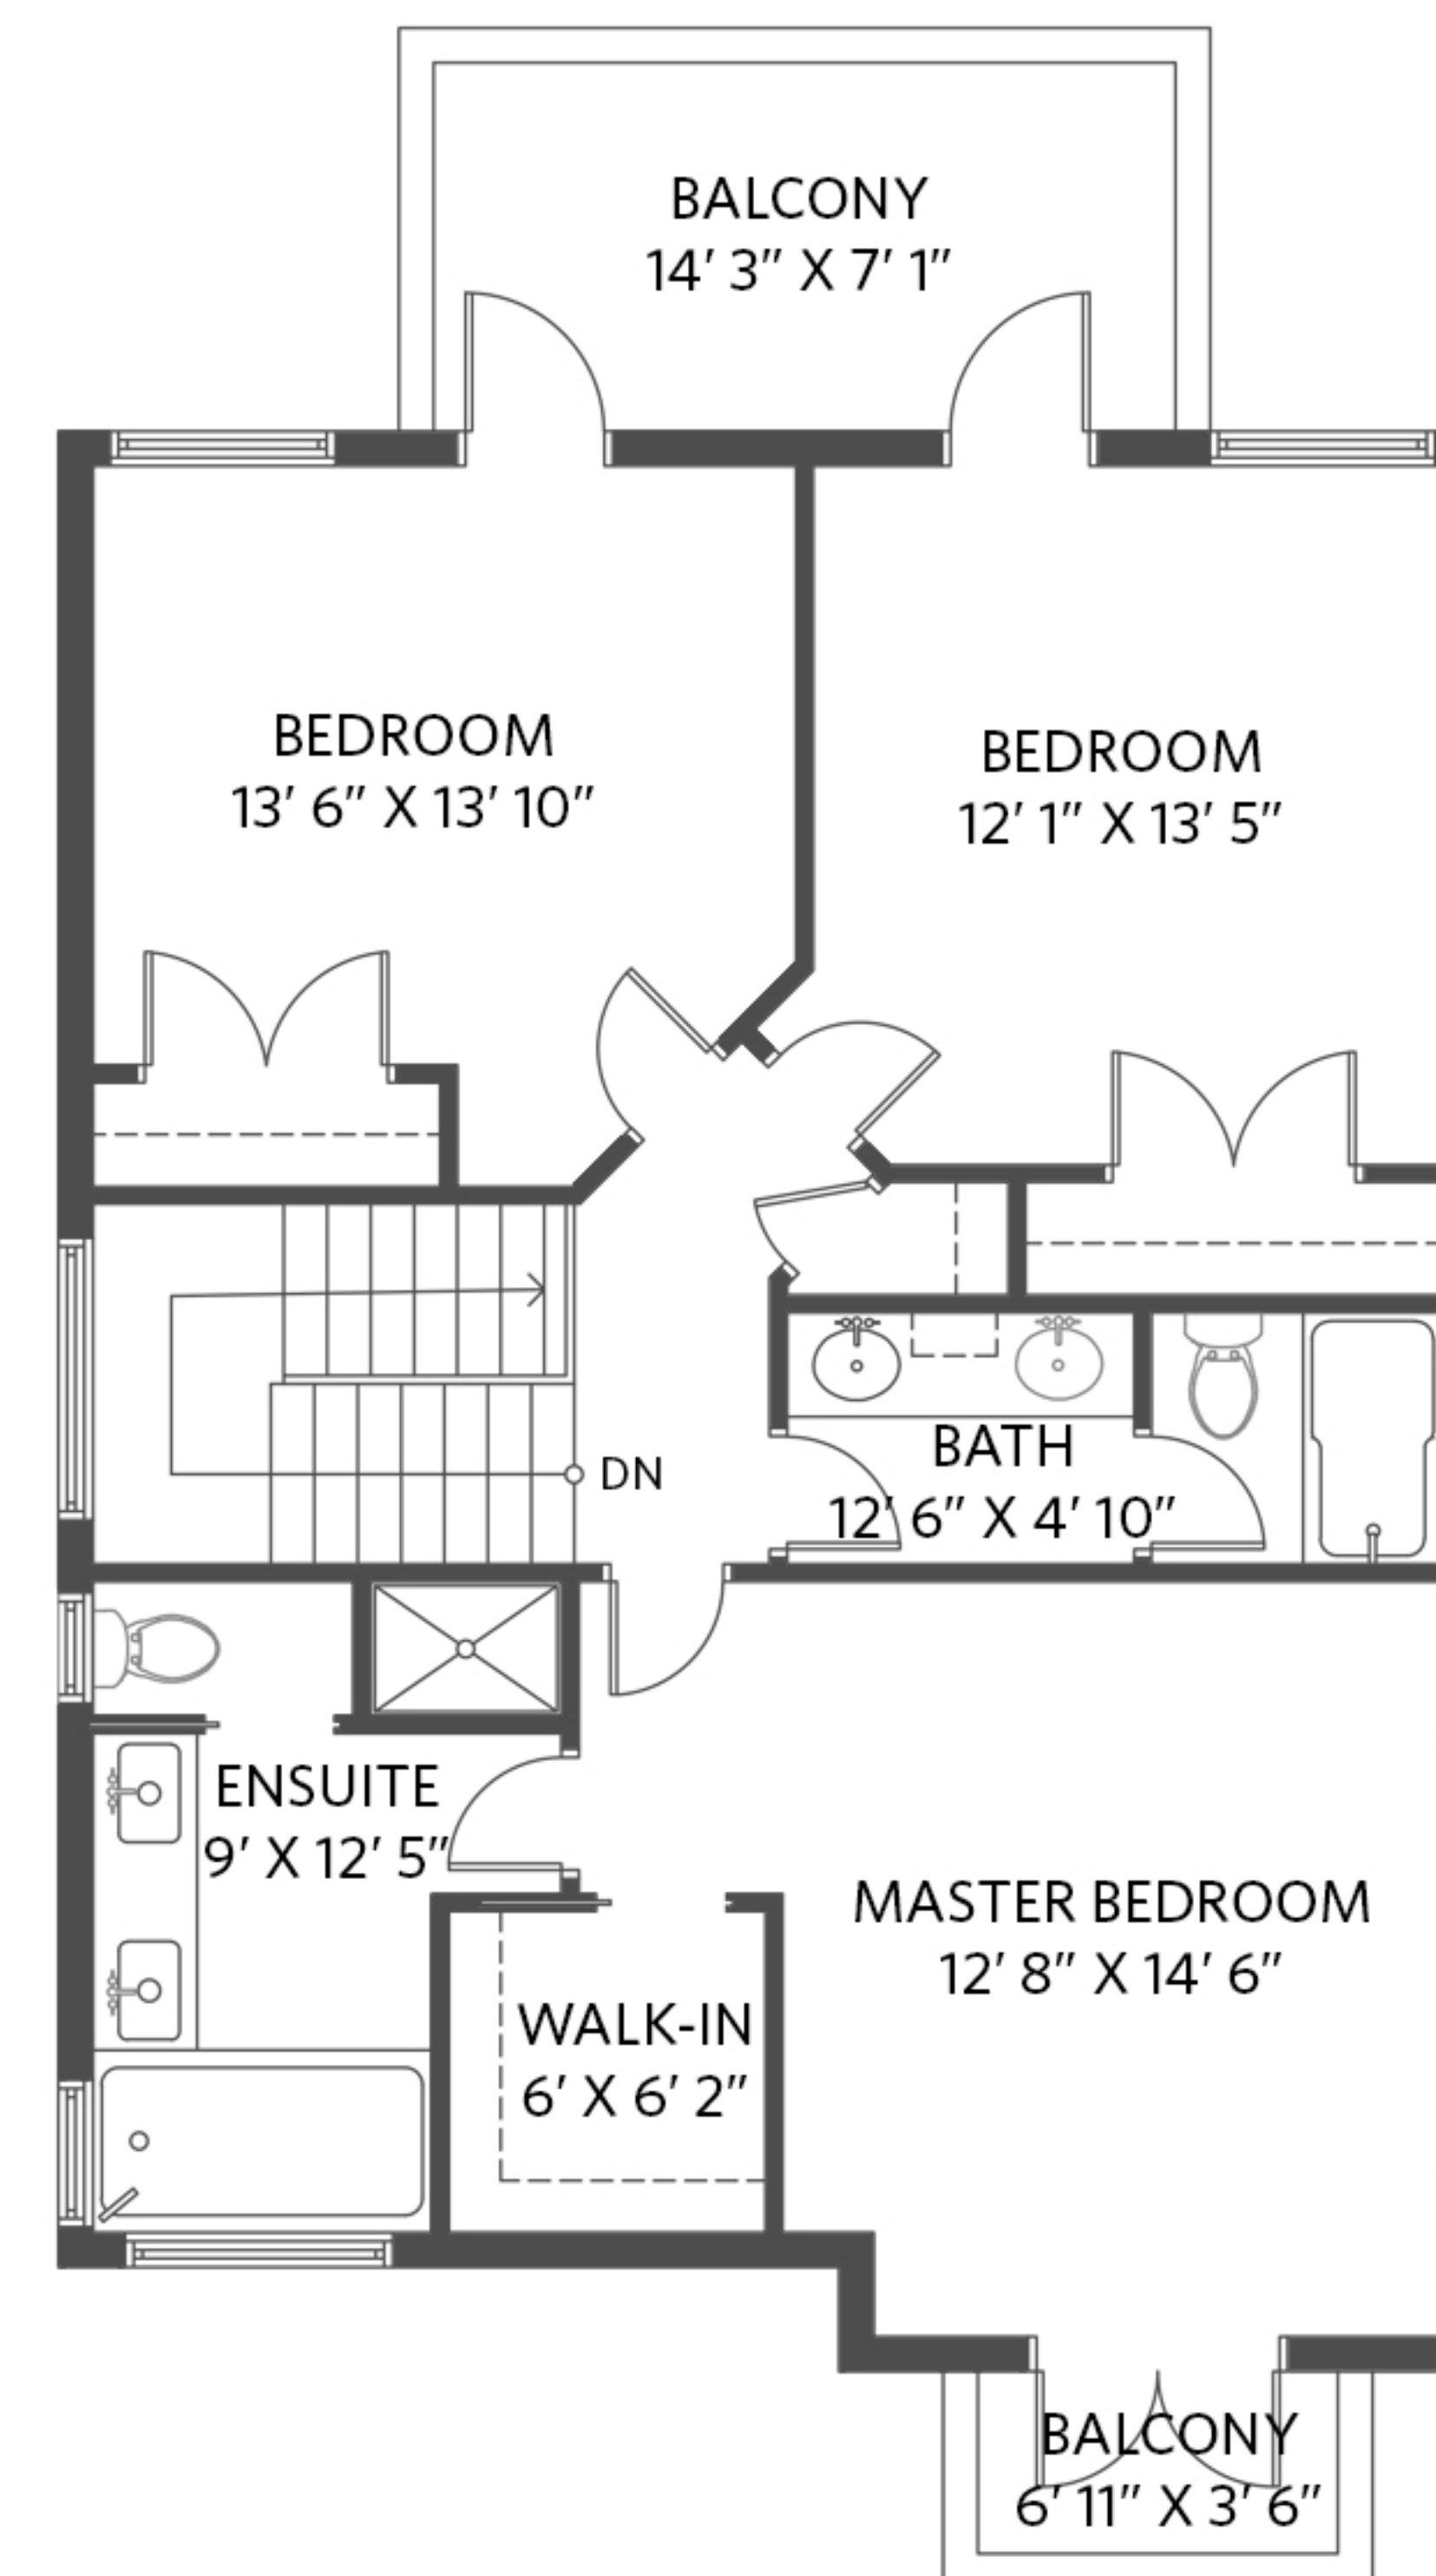 BALCONY
14′ 3″ X 7′ 1″
BEDROOM
13′ 6″ X 13′ 10″
BEDROOM
12′ 1″ X 13′ 5″
BATH
12′ 6″ X 4′ 10″
DN
ENSUITE
9′ X 12′ 5″
MASTER BEDROOM
12′ 8″ X 14′ 6″
WALK-IN
6′ X 6′ 2″
BALCONY
6′ 11″ X 3′ 6″